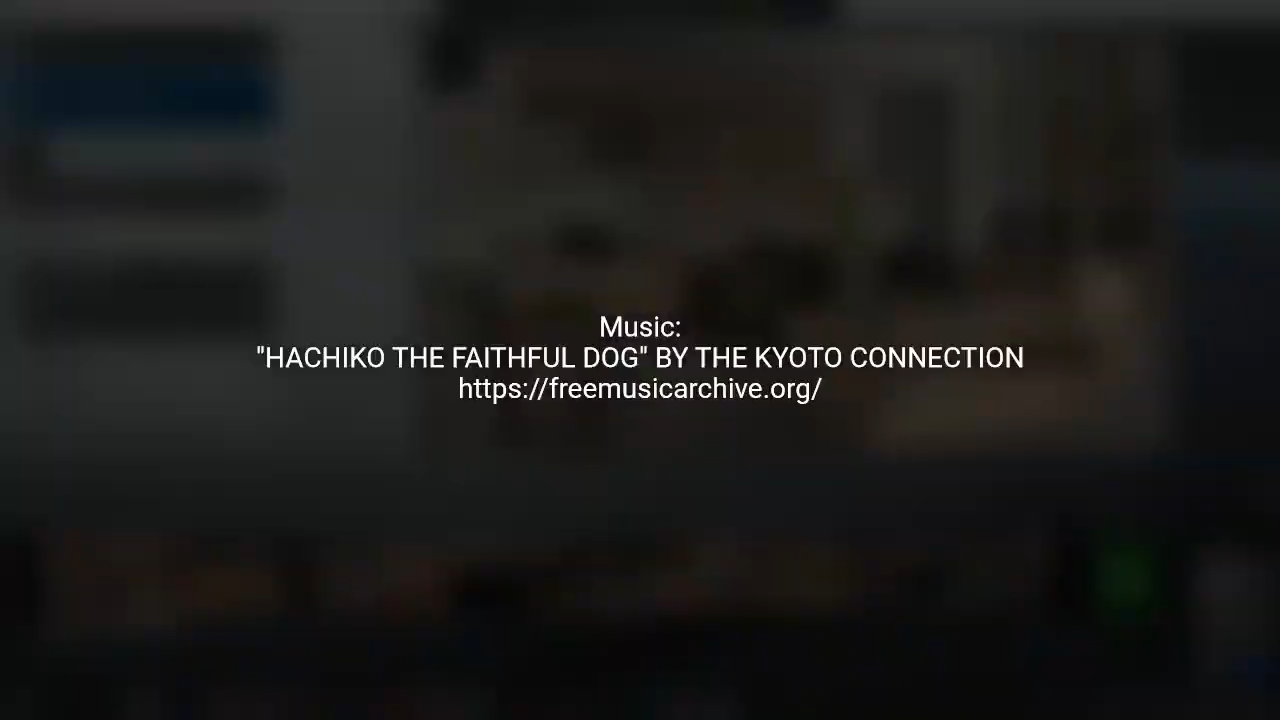 Music:
"HACHIKO THE FAITHFUL DOG" BY THE KYOTO CONNECTION
https://freemusicarchive.org/